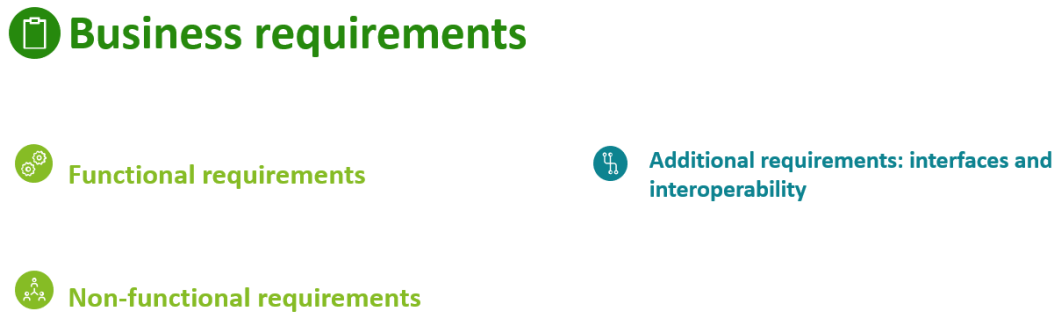 Business requirements
Functional requirements
Additional requirements: interfaces and
interoperability
Non-functional requirements